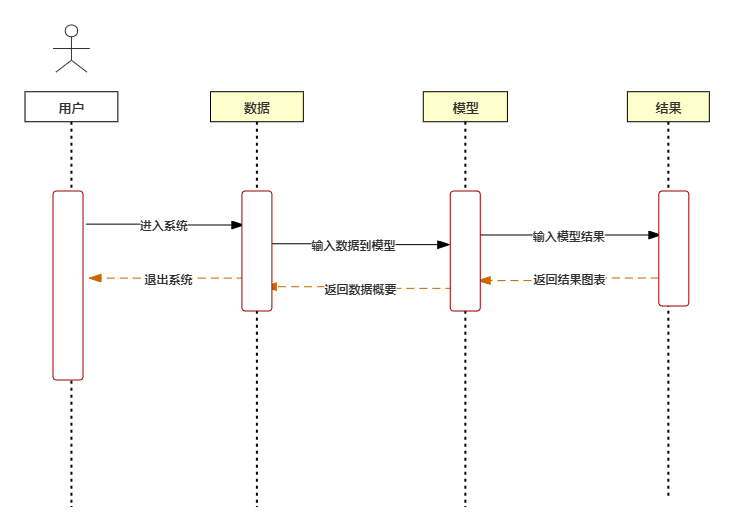 用户
数据
模型
结果
进入系统
输入数据到模型
输入模型结果
退出系统
返回数据概要
返回结果图表